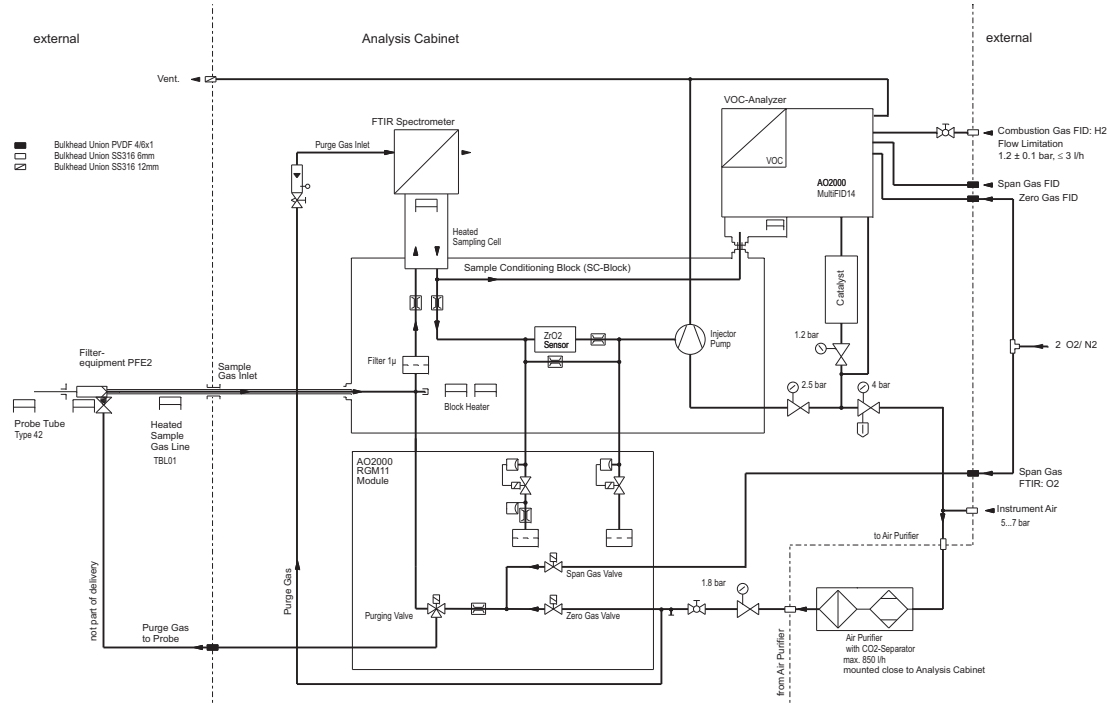 external
Analysis Cabinet
external
Vent.
VOC-Analyzer
FTIR Spectrometer
Bulkhead Union PVDF 4/6x1
Bulkhead Union SS316 6mm
Bulkhead Union SS316 12mm
Purge Gas Inlet
VOC
AO2000
MultiFID14
Combustion Gas FID: H2
Flow Limitation
1.2 ± 0.1 bar, ≤ 3 l/h
Span Gas FID
Zero Gas FID
Heated
Sampling Cell
Sample Conditioning Block (SC-Block)
Catalyst
ZrO2
Sensor
Injector
Pump
1.2 bar
2 O2/ N2
Filter-
equipment PFE2
Sample
Gas Inlet
Filter 1µ
2.5 bar
4 bar
Block Heater
Probe Tube
Type 42
Heated
Sample
Gas Line
TBL01
AO2000
RGM11
Module
Span Gas
FTIR: O2
Instrument Air
5...7 bar
to Air Purifier
Span Gas Valve
1.8 bar
Purge Gas
not part of delivery
Purging Valve
Zero Gas Valve
Purge Gas
to Probe
Air Purifier
with CO2-Separator
max. 850 l/h
mounted close to Analysis Cabinet
from Air Purifier